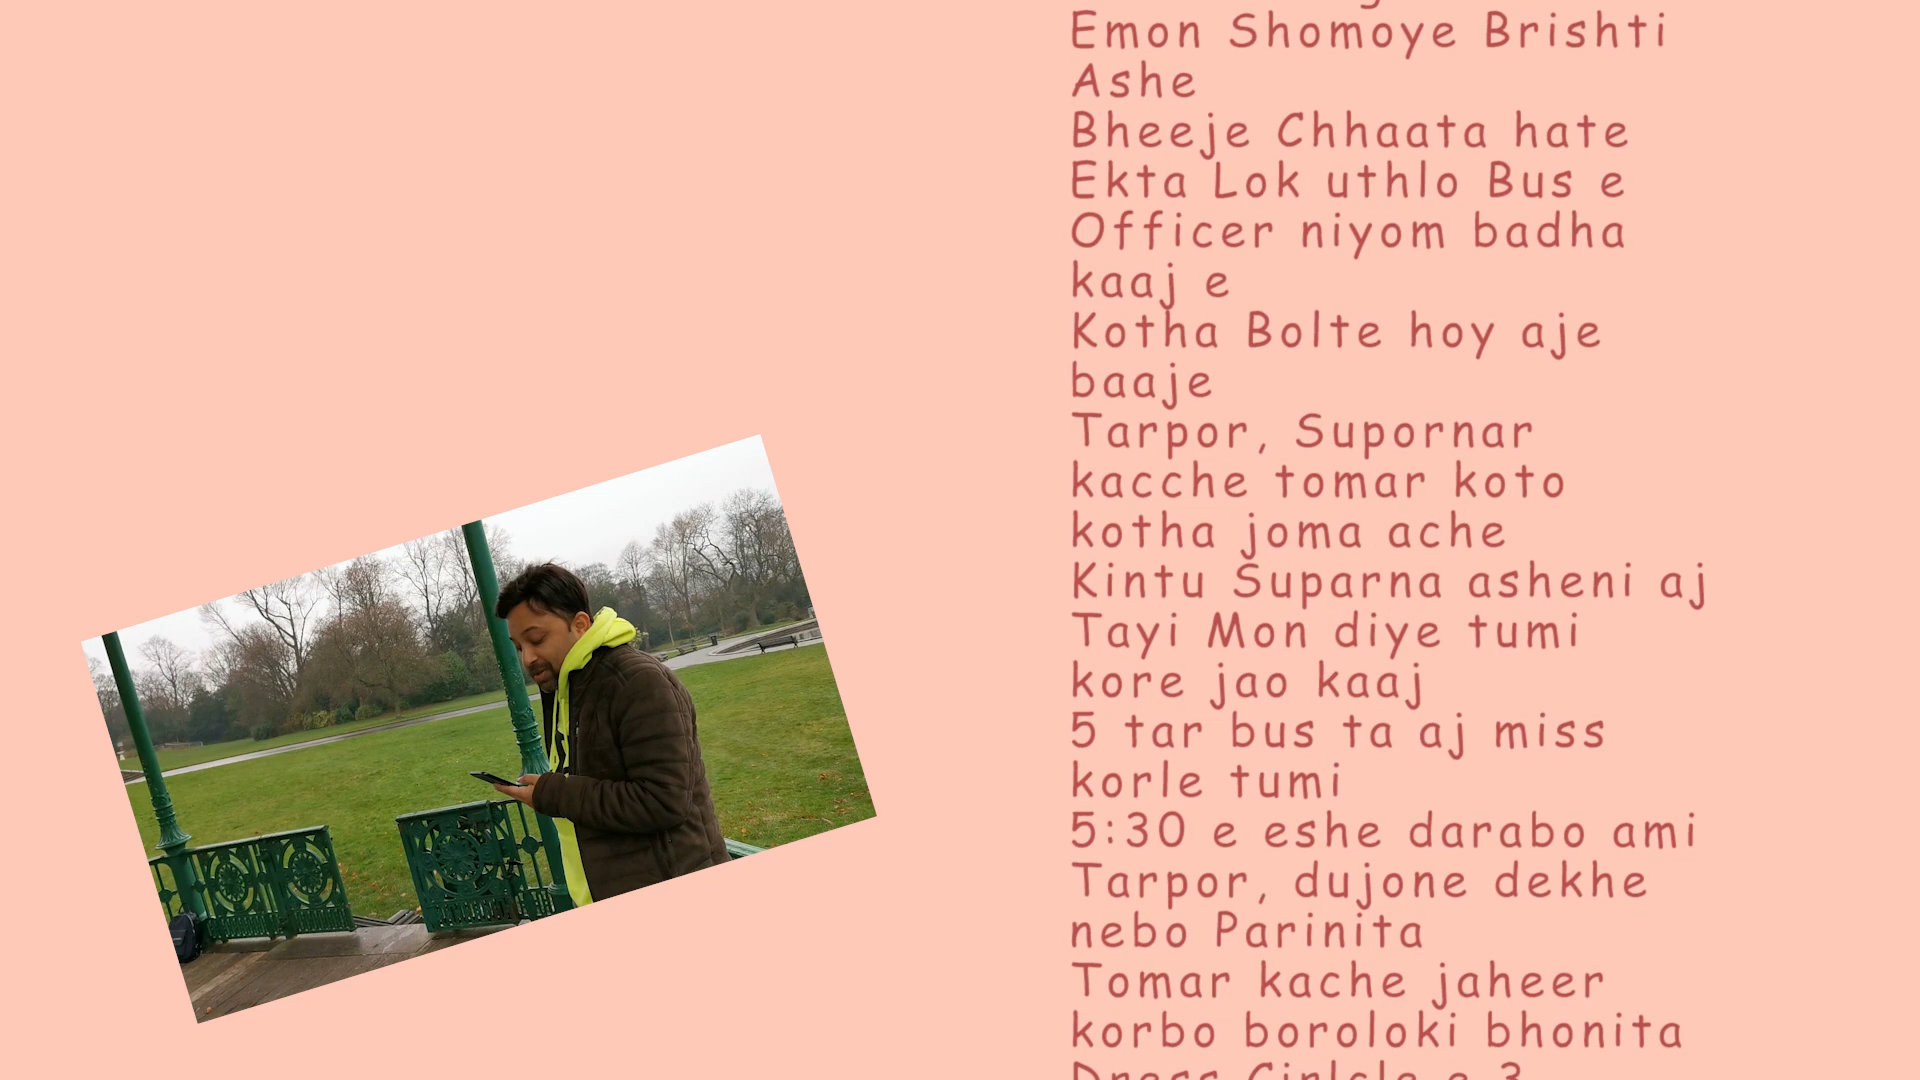 Emon Shomoye Brishti
Ashe
Bheeje Chhaata hate
Ekta Lok uthlo Bus e
Officer niyom badha
kaaj e
Kotha Bolte hoy aje
baaje
Tarpor, Supornar
kacche tomar koto
kotha joma ache
Kintu Suparna asheni aj
Tayi Mon diye tumi
kore jao kaaj
5 tar bus ta aj miss
korle tumi
5:30 e eshe darabo ami
Tarpor, dujone dekhe
nebo Parinita
Tomar kache jaheer
korbo boroloki bhonita